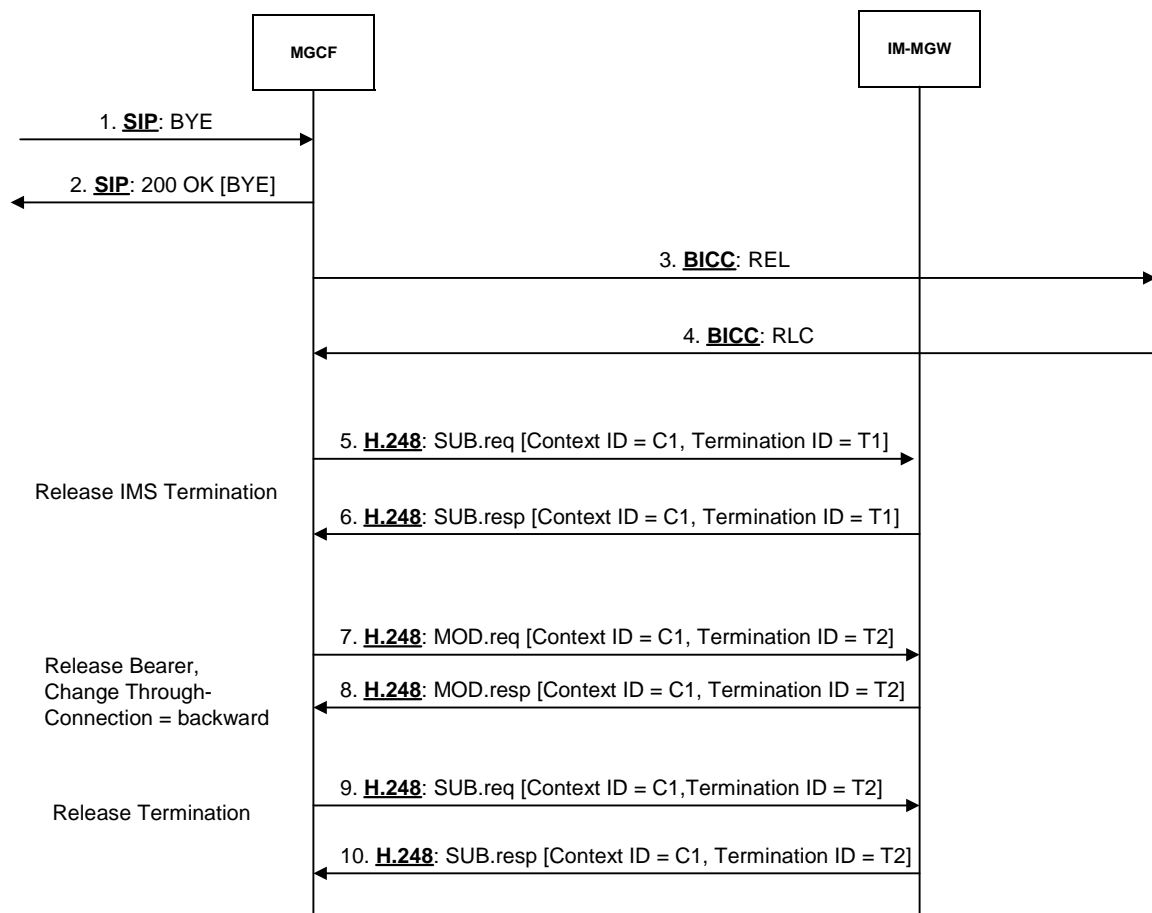 MGCF
IM-MGW
1. SIP: BYE
2. SIP: 200 OK [BYE]
3. BICC: REL
4. BICC: RLC
5. H.248: SUB.req [Context ID = C1, Termination ID = T1]
Release IMS Termination
6. H.248: SUB.resp [Context ID = C1, Termination ID = T1]
7. H.248: MOD.req [Context ID = C1, Termination ID = T2]
Release Bearer,
Change Through-
Connection = backward
8. H.248: MOD.resp [Context ID = C1, Termination ID = T2]
9. H.248: SUB.req [Context ID = C1,Termination ID = T2]
Release Termination
10. H.248: SUB.resp [Context ID = C1, Termination ID = T2]